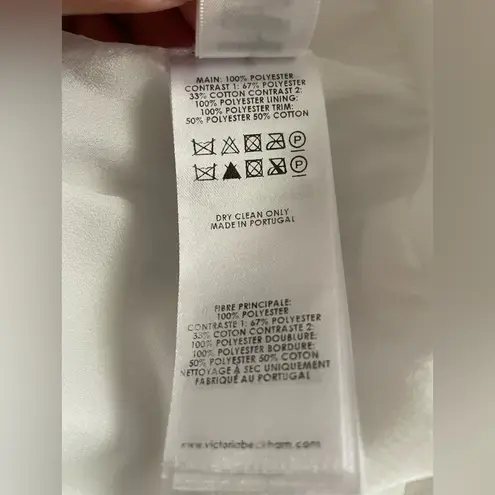 MAIN: 100% POLYESTER
CONTRAST 1: 67% POLYESTER
33% COTTON CONTRAST 2:
100% POLYESTER LINING:
100% POLYESTER TRIM:
50% POLYESTER 50% COTTON
P
P
DRY CLEAN ONLY
MADE IN PORTUGAL
FIBRE PRINCIPALE:
100% POLYESTER
CONTRASTE 1: 67% POLYESTER
33% COTON CONTRASTE 2:
100% POLYESTER DOUBLURE:
100% POLYESTER BORDURE:
50% POLYESTER 50% COTON
NETTOYAGE À SEC UNIQUEMENT
FABRIQUÉ AU PORTUGAL
www.victoriabeckham.com